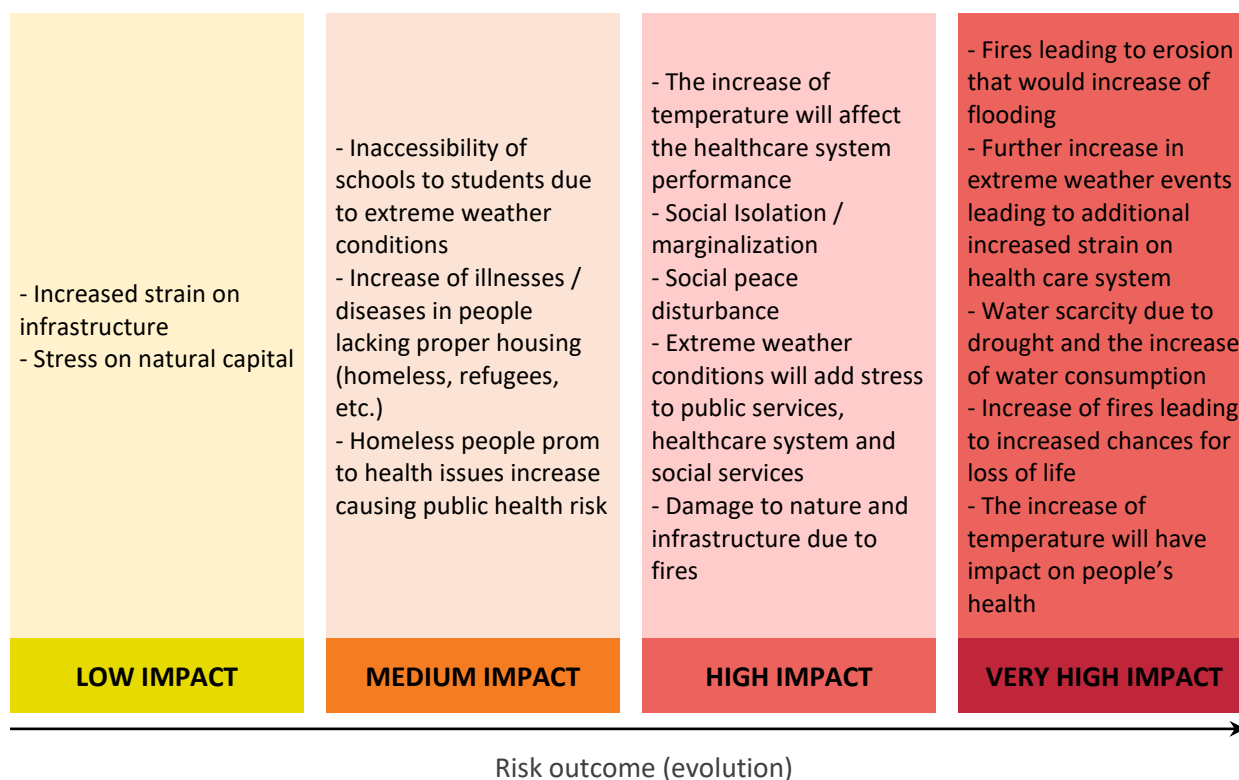 - Increased strain on
infrastructure
- Stress on natural capital
LOW IMPACT
- Inaccessibility of
schools to students due
to extreme weather
conditions
- Increase of illnesses /
diseases in people
lacking proper housing
(homeless, refugees,
etc.)
- Homeless people prom
to health issues increase
causing public health risk
MEDIUM IMPACT
- The increase of
temperature will affect
the healthcare system
performance
- Social Isolation /
marginalization
- Social peace
disturbance
- Extreme weather
conditions will add stress
to public services,
healthcare system and
social services
- Damage to nature and
infrastructure due to
fires
HIGH IMPACT
- Fires leading to erosion
that would increase of
flooding
- Further increase in
extreme weather events
leading to additional
increased strain on
health care system
- Water scarcity due to
drought and the increase
of water consumption
- Increase of fires leading
to increased chances for
loss of life
- The increase of
temperature will have
impact on people’s
health
VERY HIGH IMPACT
Risk outcome (evolution)